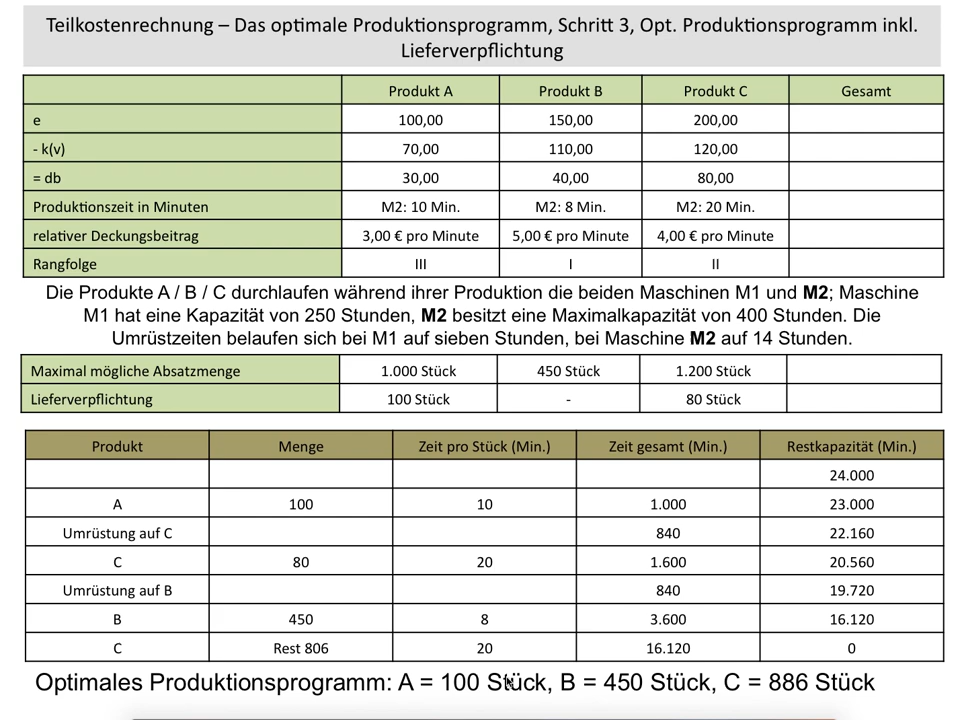 Teilkostenrechnung – Das optimale Produktionsprogramm, Schritt 3, Opt. Produktionsprogramm inkl.
Lieferverpflichtung
Produkt A Produkt B Produkt C Gesamt
e 100,00 150,00 200,00
- k(v) 70,00 110,00 120,00
= db 30,00 40,00 80,00
Produktionszeit in Minuten M2: 10 Min. M2: 8 Min. M2: 20 Min.
relativer Deckungsbeitrag 3,00 € pro Minute 5,00 € pro Minute 4,00 € pro Minute
Rangfolge III I II
Die Produkte A / B / C durchlaufen während ihrer Produktion die beiden Maschinen M1 und M2; Maschine
M1 hat eine Kapazität von 250 Stunden, M2 besitzt eine Maximalkapazität von 400 Stunden. Die
Umrüstzeiten belaufen sich bei M1 auf sieben Stunden, bei Maschine M2 auf 14 Stunden.
Maximal mögliche Absatzmenge 1.000 Stück 450 Stück 1.200 Stück
Lieferverpflichtung 100 Stück - 80 Stück
Produkt Menge Zeit pro Stück (Min.) Zeit gesamt (Min.) Restkapazität (Min.)
24.000
A 100 10 1.000 23.000
Umrüstung auf C 840 22.160
C 80 20 1.600 20.560
Umrüstung auf B 840 19.720
B 450 8 3.600 16.120
C Rest 806 20 16.120 0
Optimales Produktionsprogramm: A = 100 Stück, B = 450 Stück, C = 886 Stück